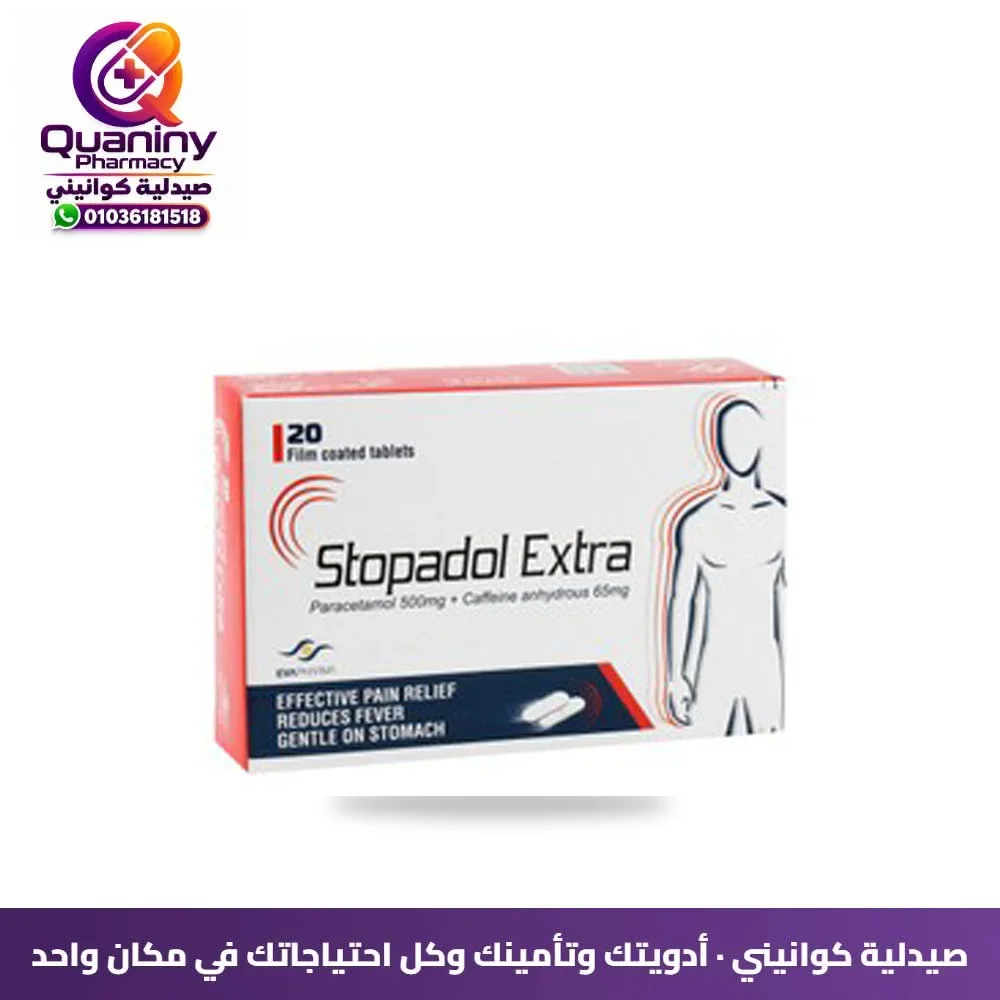 Quaniny
Pharmacy
صيدلية كوانيني
01036181518
20
Film coated tablets
Stopadol Extra
Paracetamol 500mg + Caffeine anhydrous 65mg
EVAPHARMA
EFFECTIVE PAIN RELIEF
REDUCES FEVER
GENTLE ON STOMACH
صيدلية كوانيني · أدويتك وتأمينك وكل احتياجاتك في مكان واحد